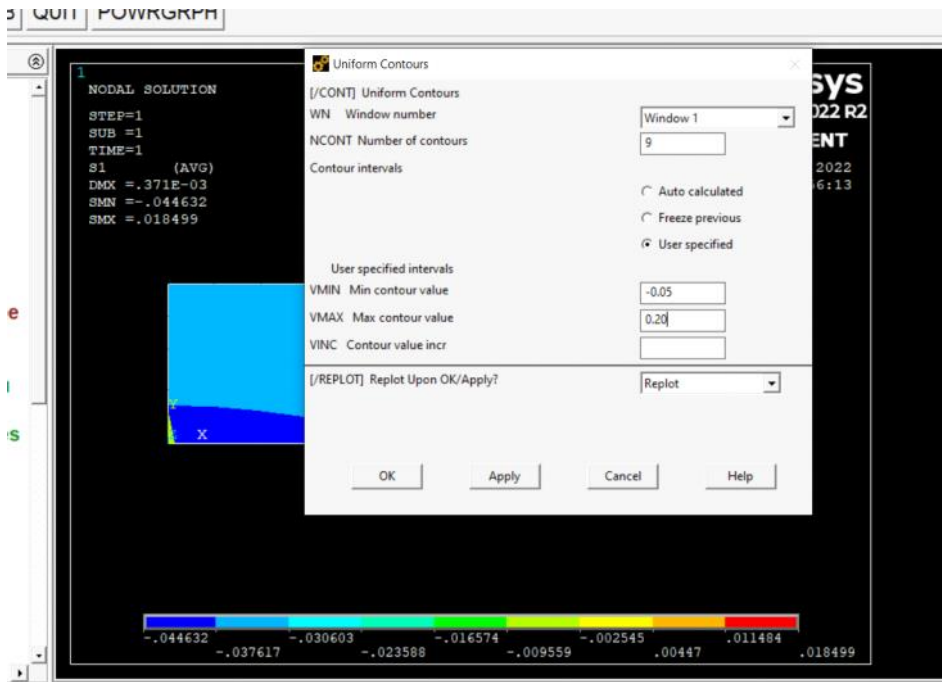 QUIT POWRGRPH
1
NODAL SOLUTION
STEP=1
SUB =1
TIME=1
S1 (AVG)
DMX =.371E-03
SMN =-.044632
SMX =.018499
Uniform Contours
[/CONT] Uniform Contours
WN Window number Window 1
NCONT Number of contours 9
Contour intervals
Auto calculated
Freeze previous
User specified
User specified intervals
VMIN Min contour value -0.05
VMAX Max contour value 0.20
VINC Contour value incr
[/REPLOT] Replot Upon OK/Apply? Replot
OK Apply Cancel Help
sys
022 R2
ENT
2022
56:13
e
s
Y
X
-.044632 -.030603 -.016574 -.002545 .011484
-.037617 -.023588 -.009559 .00447 .018499